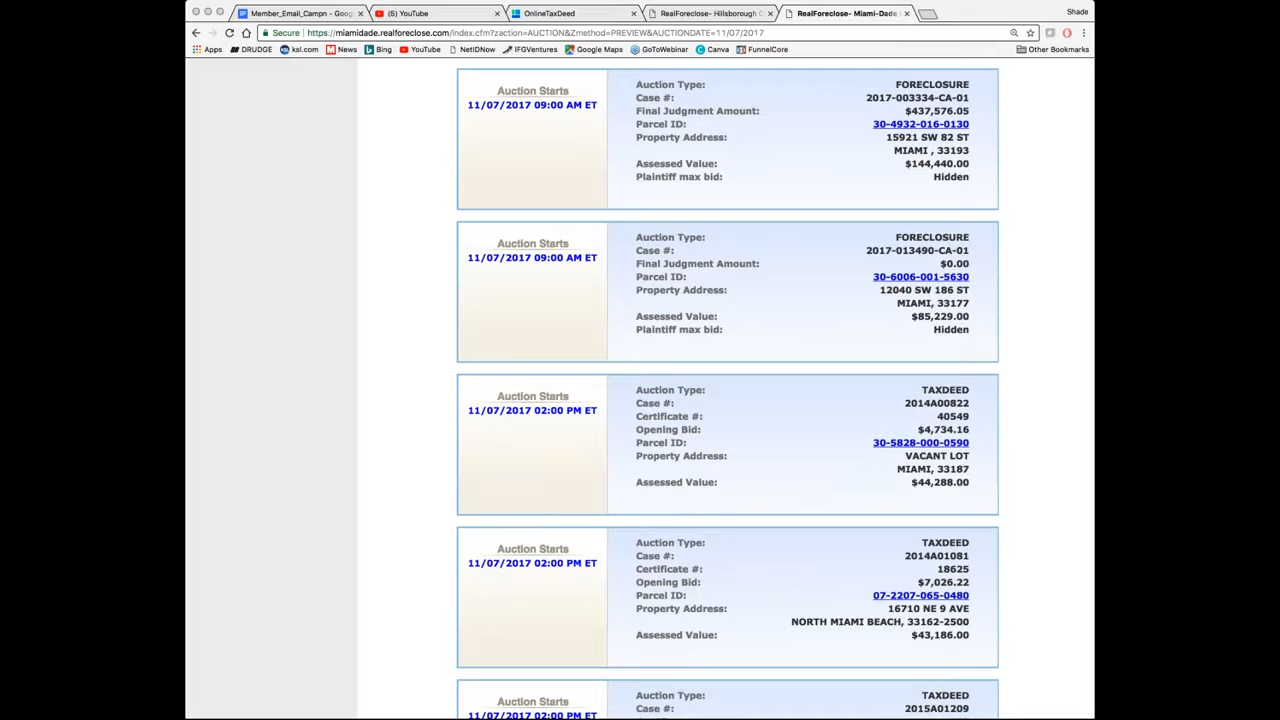 Member_Email_Campn - Goog
(5) YouTube
OnlineTaxDeed
RealForeclose- Hillsborough C
RealForeclose- Miami-Dade
Shade
Secure
https://miamidade.realforeclose.com/index.cfm?zaction=AUCTION&Zmethod=PREVIEW&AUCTIONDATE=11/07/2017
Apps DRUDGE ksl.com News Bing YouTube NetIDNow IFGVentures Google Maps GoToWebinar Canva FunnelCore Other Bookmarks
Auction Starts
11/07/2017 09:00 AM ET
Auction Type: FORECLOSURE
Case #: 2017-003334-CA-01
Final Judgment Amount: $437,576.05
Parcel ID: 30-4932-016-0130
Property Address: 15921 SW 82 ST
MIAMI , 33193
Assessed Value: $144,440.00
Plaintiff max bid: Hidden
Auction Starts
11/07/2017 09:00 AM ET
Auction Type: FORECLOSURE
Case #: 2017-013490-CA-01
Final Judgment Amount: $0.00
Parcel ID: 30-6006-001-5630
Property Address: 12040 SW 186 ST
MIAMI, 33177
Assessed Value: $85,229.00
Plaintiff max bid: Hidden
Auction Starts
11/07/2017 02:00 PM ET
Auction Type: TAXDEED
Case #: 2014A00822
Certificate #: 40549
Opening Bid: $4,734.16
Parcel ID: 30-5828-000-0590
Property Address: VACANT LOT
MIAMI, 33187
Assessed Value: $44,288.00
Auction Starts
11/07/2017 02:00 PM ET
Auction Type: TAXDEED
Case #: 2014A01081
Certificate #: 18625
Opening Bid: $7,026.22
Parcel ID: 07-2207-065-0480
Property Address: 16710 NE 9 AVE
NORTH MIAMI BEACH, 33162-2500
Assessed Value: $43,186.00
Auction Starts
11/07/2017 02:00 PM ET
Auction Type: TAXDEED
Case #: 2015A01209